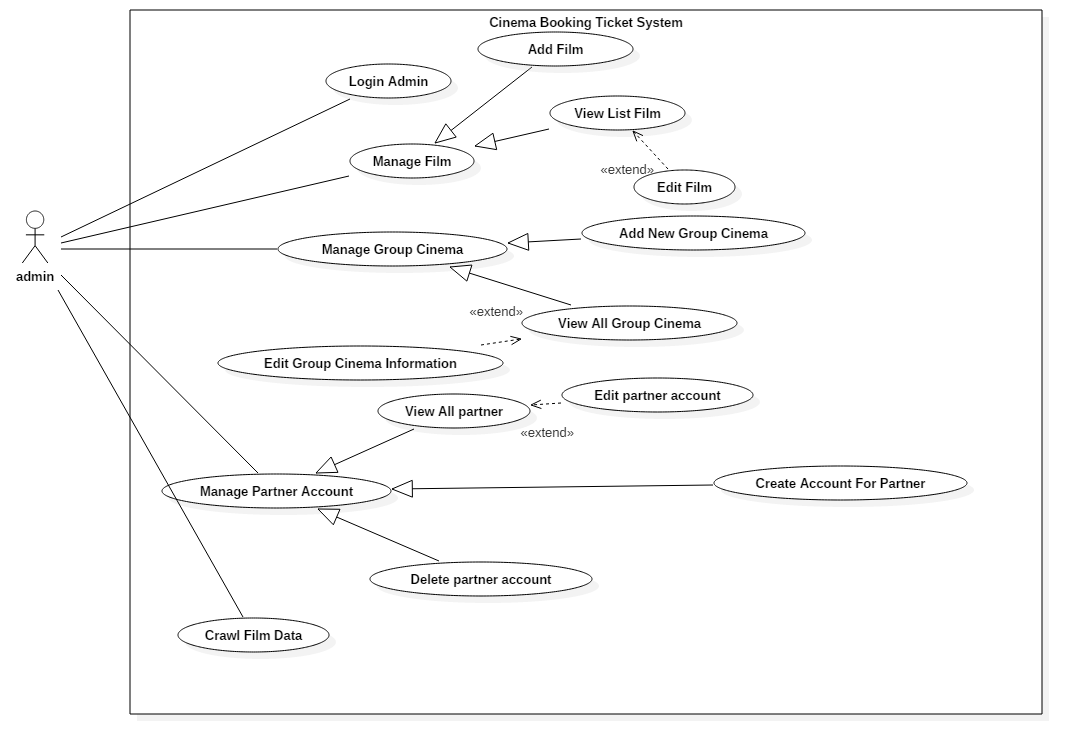 Cinema Booking Ticket System
Add Film
Login Admin
View List Film
Manage Film
«extend»
Edit Film
Add New Group Cinema
Manage Group Cinema
admin
«extend»
View All Group Cinema
Edit Group Cinema Information
Edit partner account
View All partner
«extend»
Create Account For Partner
Manage Partner Account
Delete partner account
Crawl Film Data